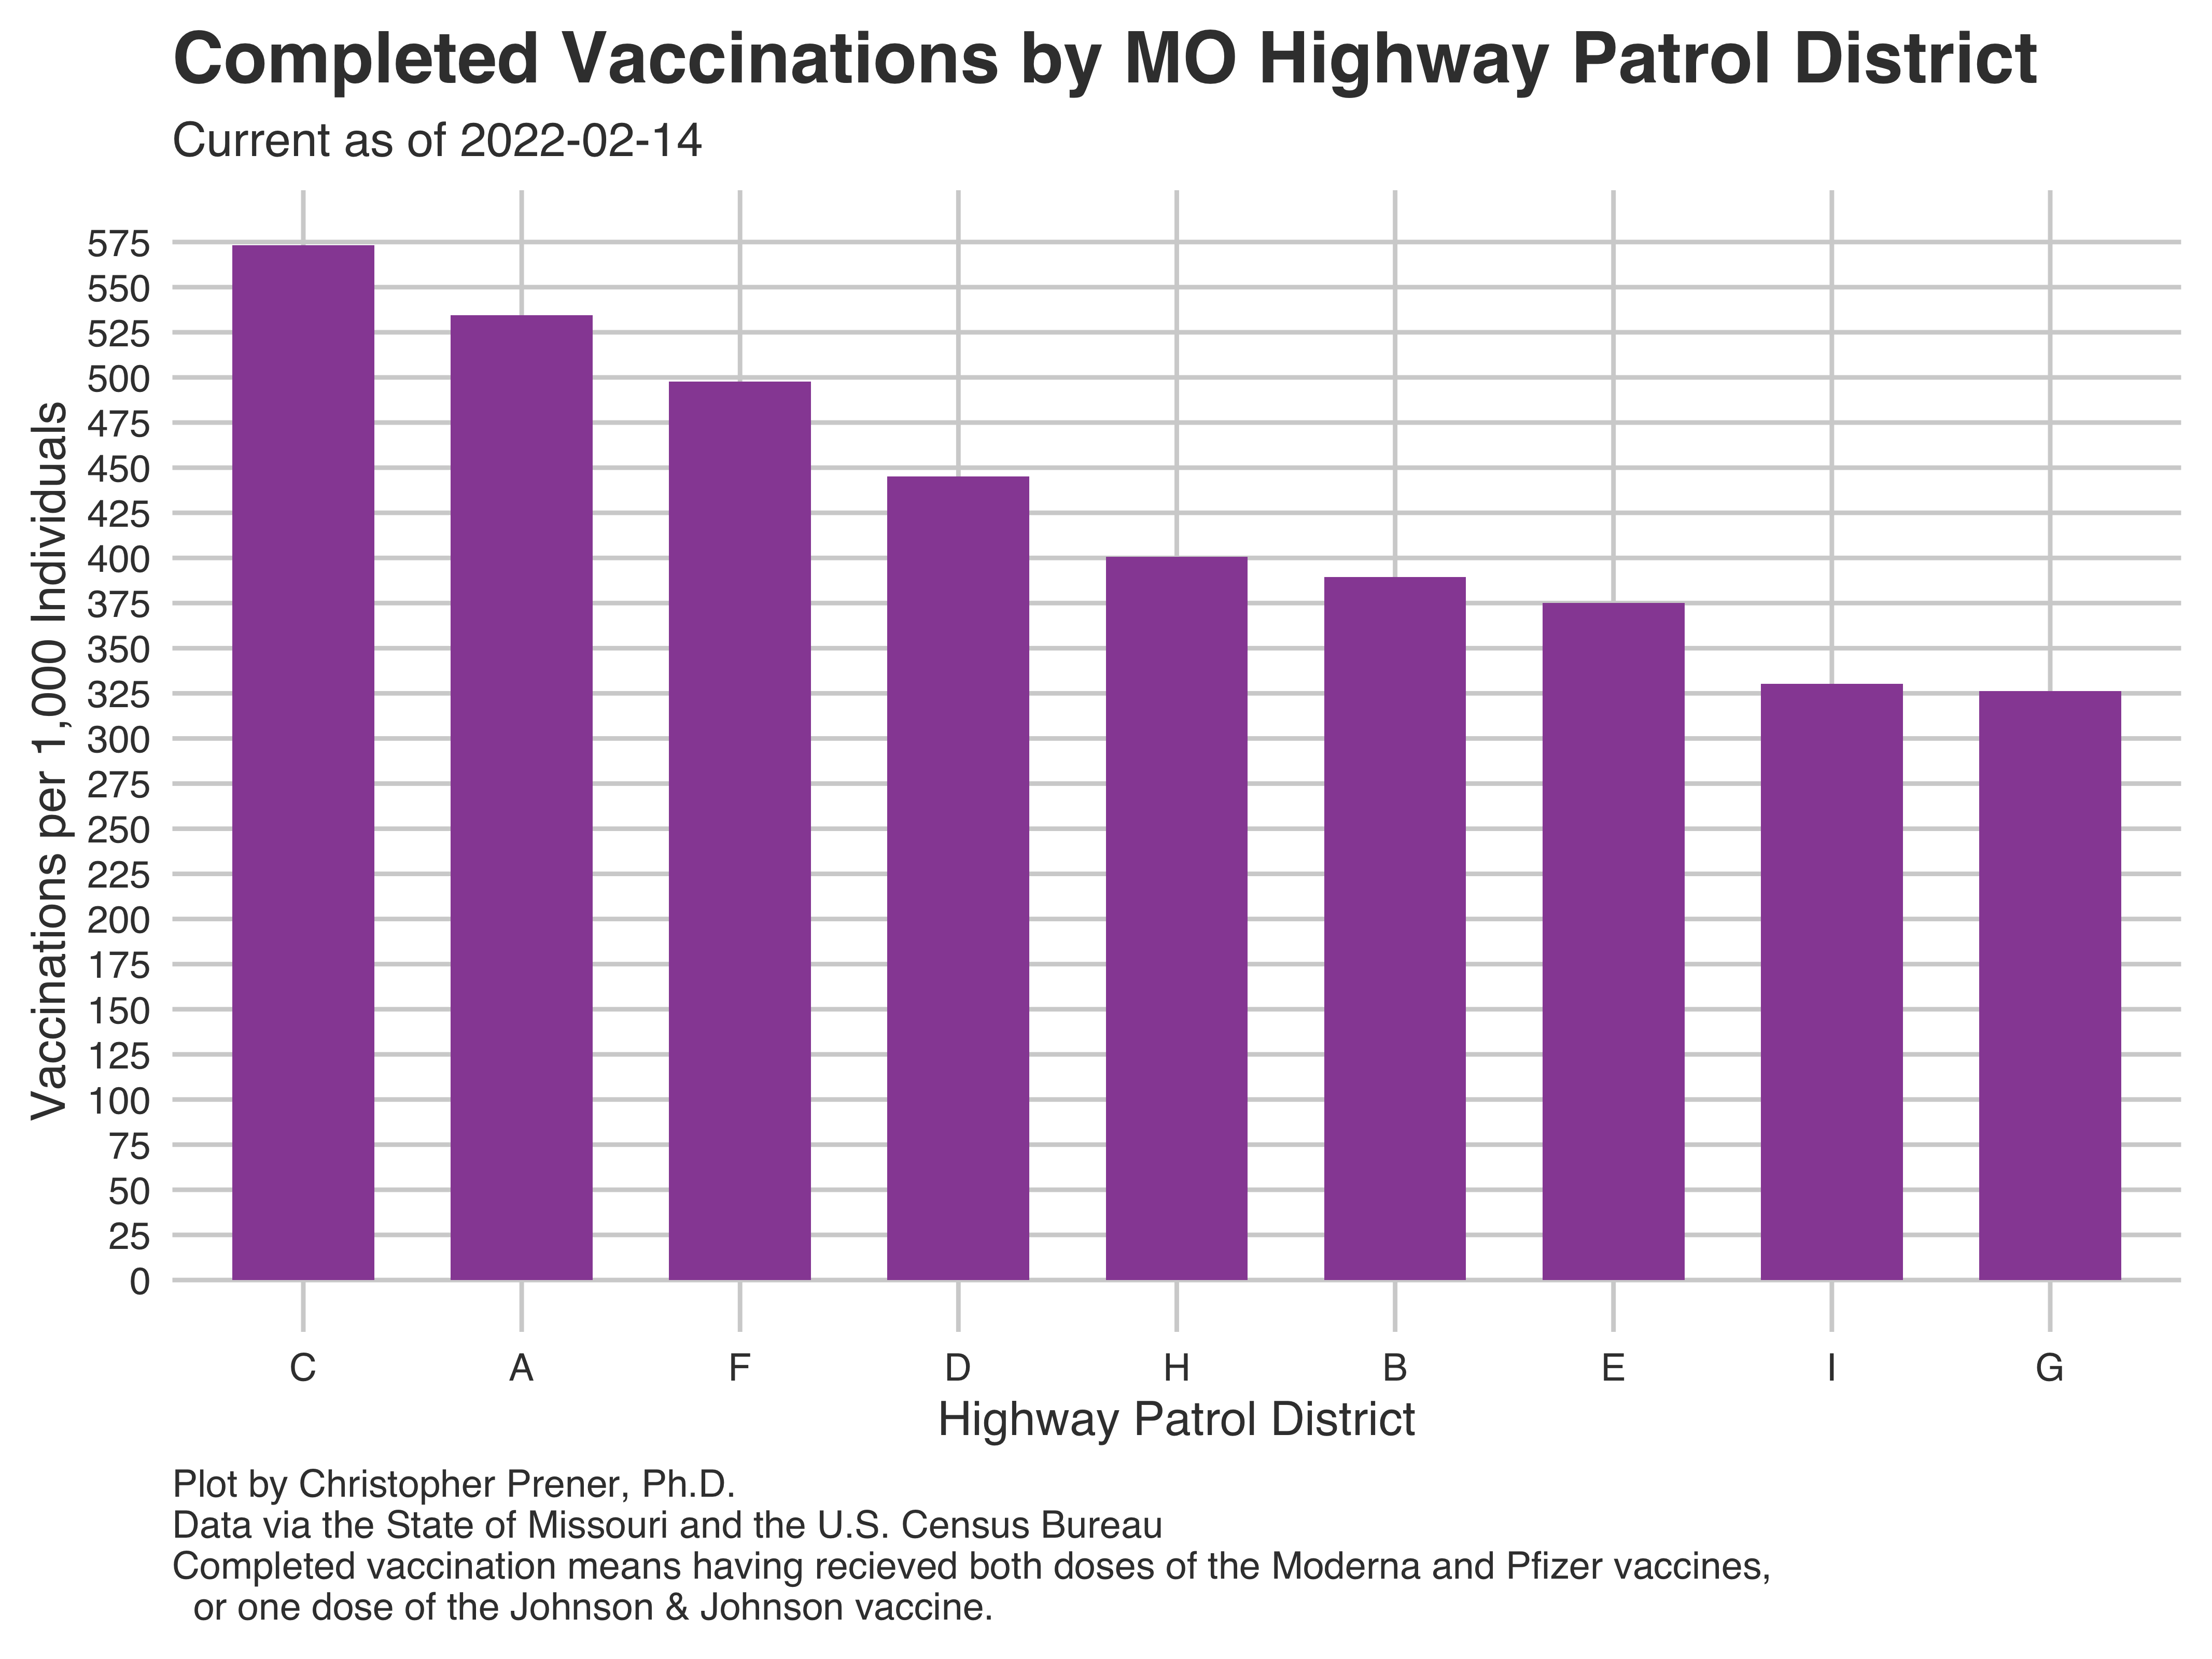 Completed Vaccinations by MO Highway Patrol District
Current as of 2022-02-14
Vaccinations per 1,000 Individuals
575
550
525
500
475
450
425
400
375
350
325
300
275
250
225
200
175
150
125
100
75
50
25
0
C A F D H B E I G
Highway Patrol District
Plot by Christopher Prener, Ph.D.
Data via the State of Missouri and the U.S. Census Bureau
Completed vaccination means having recieved both doses of the Moderna and Pfizer vaccines,
or one dose of the Johnson & Johnson vaccine.